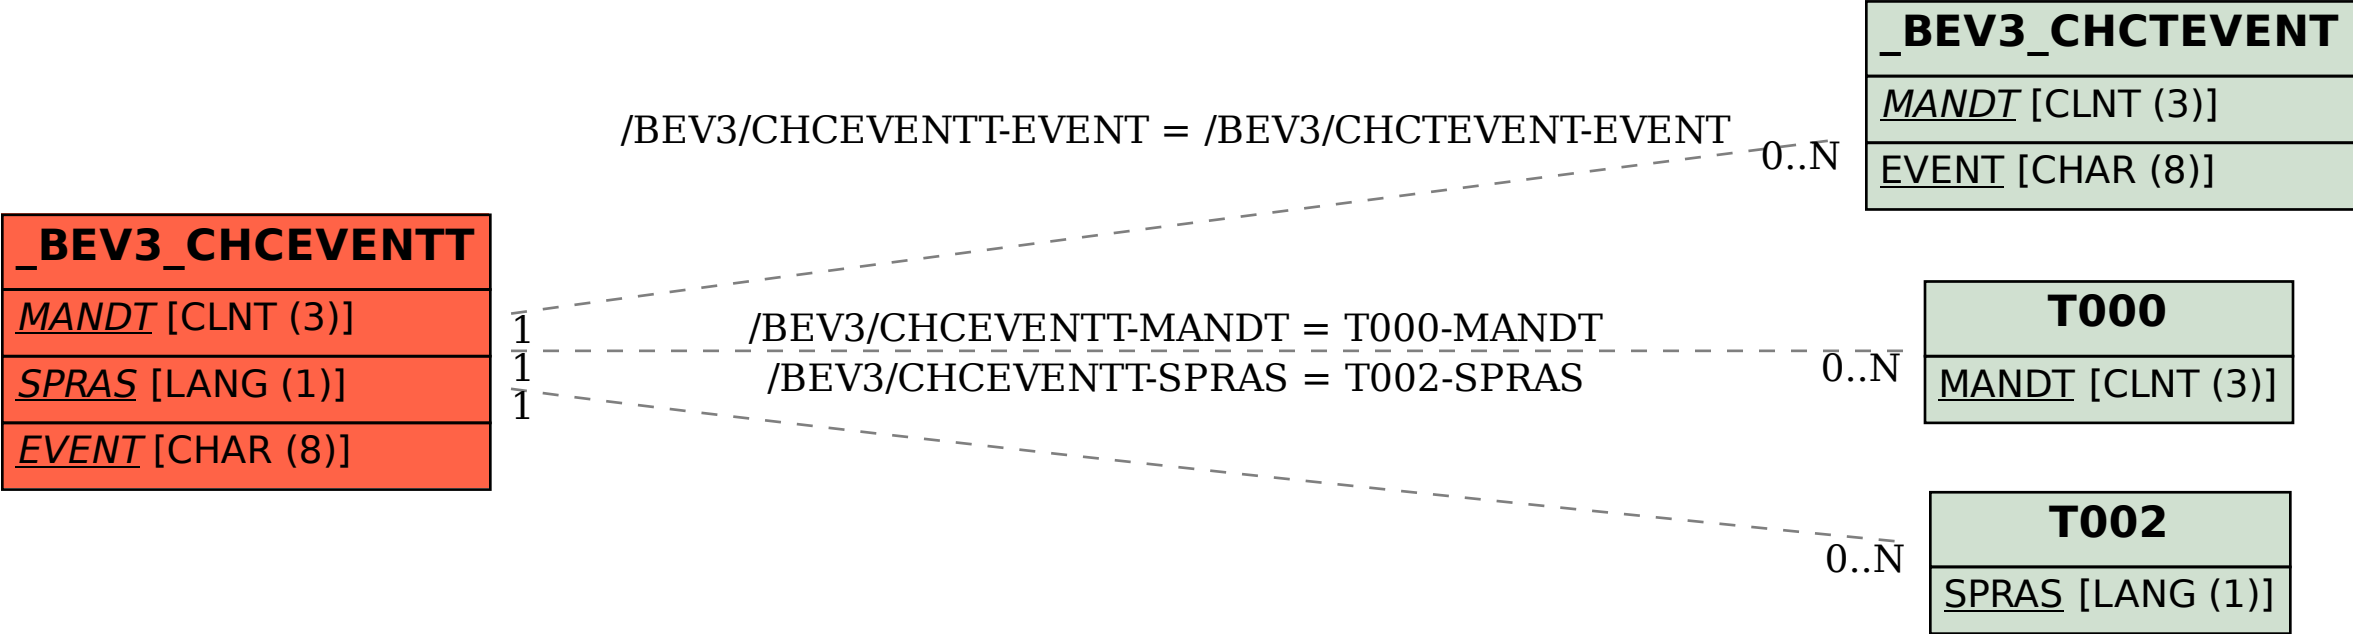 _BEV3_CHCTEVENT
MANDT [CLNT (3)]
EVENT [CHAR (8)]
/BEV3/CHCEVENTT-EVENT = /BEV3/CHCTEVENT-EVENT
0..N
_BEV3_CHCEVENTT
MANDT [CLNT (3)]
SPRAS [LANG (1)]
EVENT [CHAR (8)]
1
/BEV3/CHCEVENTT-MANDT = T000-MANDT
1
0..N
/BEV3/CHCEVENTT-SPRAS = T002-SPRAS
1
0..N
T000
MANDT [CLNT (3)]
T002
SPRAS [LANG (1)]